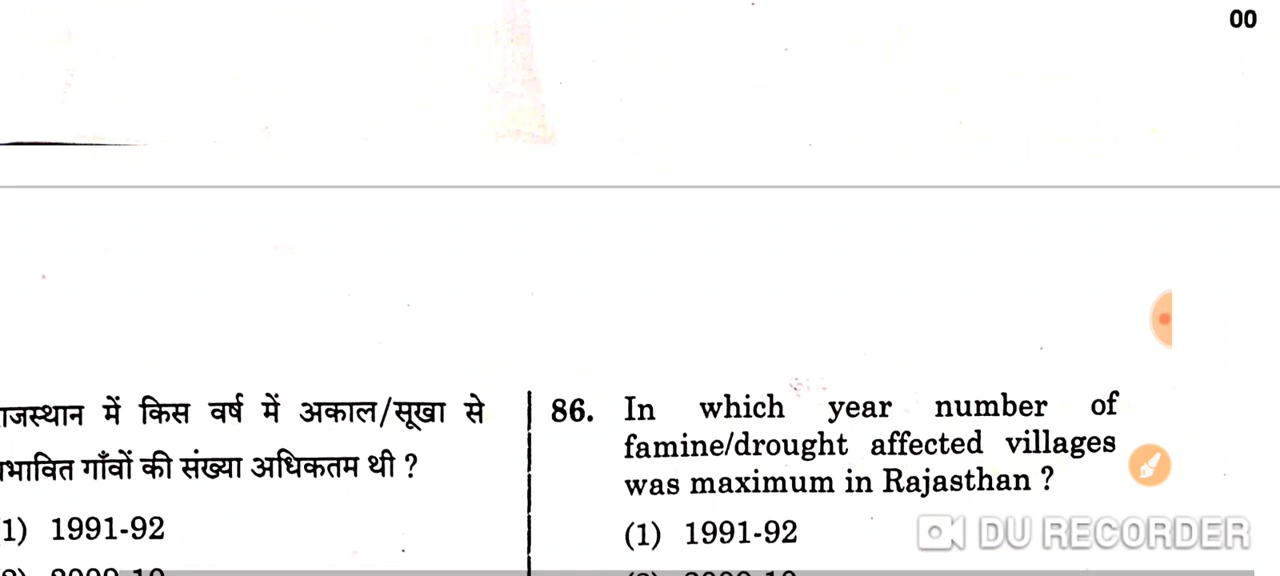 00
में किस वर्ष में अकाल/सूखा से
गाँवों की संख्या अधिकतम थी ?
1) 1991-92
86. In which year number of
famine/drought affected villages
was maximum in Rajasthan ?
(1) 1991-92
DU RECORDER